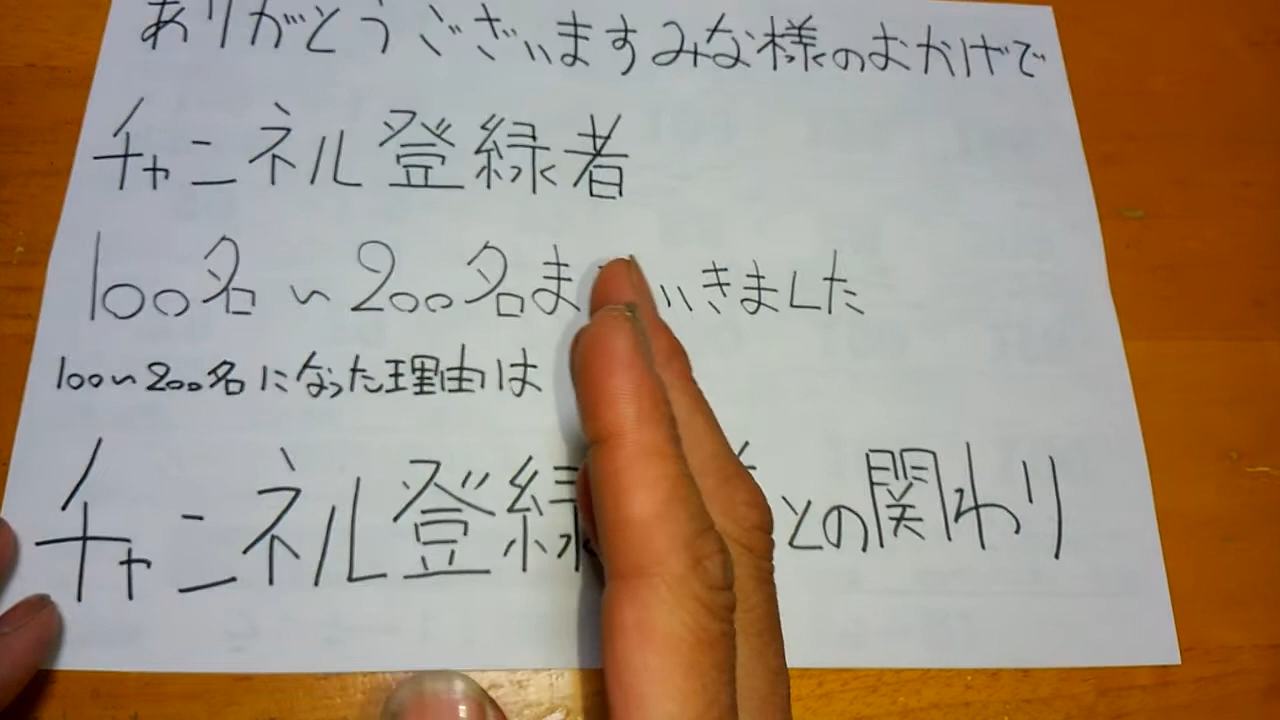 ありがとうございますみな様のおかげで
チャンネル登録者
100名〜200名ま いきました
100〜200名になった理由は
チャンネル登録 との関わり